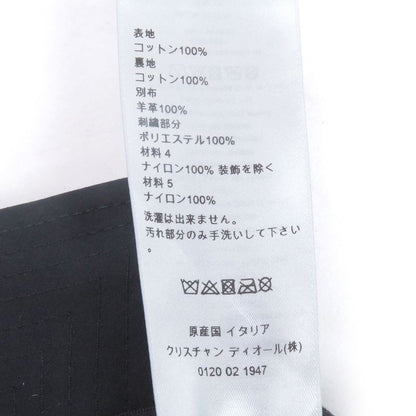 表地
コットン100%
裏地
コットン100%
別布
羊革100%
刺繍部分
ポリエステル100%
材料 4
ナイロン100% 装飾を除く
材料 5
ナイロン100%
洗濯は出来ません。
汚れ部分のみ手洗いして下さい
。
原産国 イタリア
クリスチャン ディオール(株)
0120 02 1947